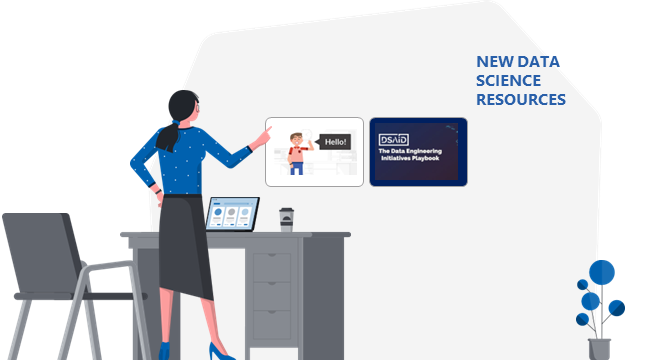 NEW DATA
SCIENCE
RESOURCES
Hello!
DSAID
The Data Engineering
Initiatives Playbook